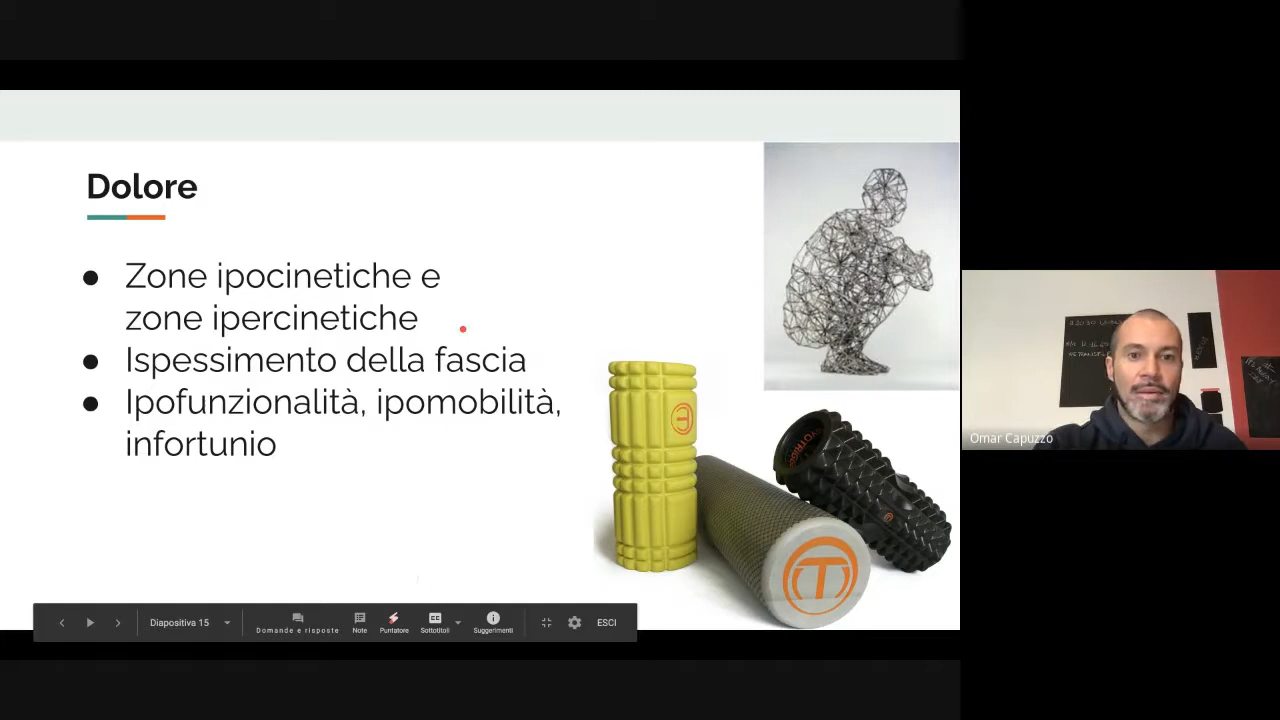 Dolore
● Zone ipocinetiche e
zone ipercinetiche
● Ispessimento della fascia
● Ipofunzionalità, ipomobilità,
infortunio
Diapositiva 15
Domande e risposte
Note
Puntatore
Sottotitoli
Suggerimenti
ESCI
Omar Capuzzo